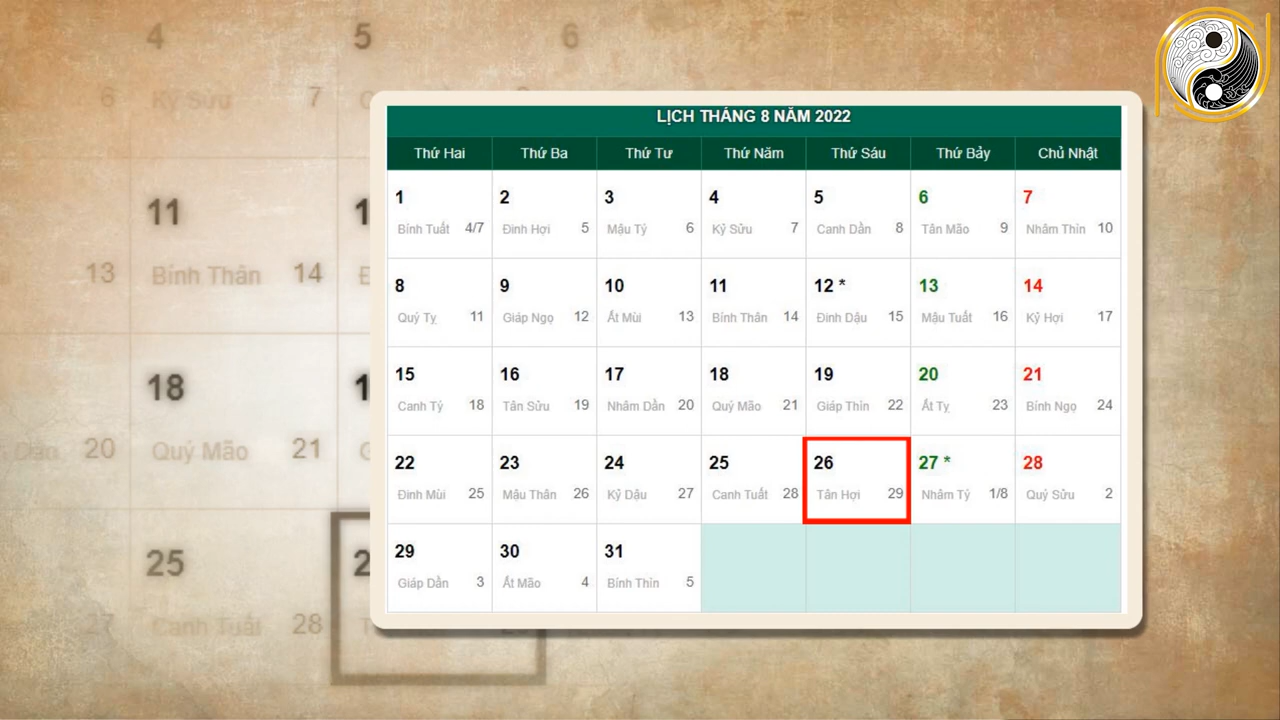 4 5 6
6 Kỷ Sửu 7
11
13 Bính Thân 14
18
20 Quý Mão 21
25
27 Canh Tuất 28
LỊCH THÁNG 8 NĂM 2022
Thứ Hai Thứ Ba Thứ Tư Thứ Năm Thứ Sáu Thứ Bảy Chủ Nhật
1 2 3 4 5 6 7
Bính Tuất 4/7 Đinh Hợi 5 Mậu Tý 6 Kỷ Sửu 7 Canh Dần 8 Tân Mão 9 Nhâm Thìn 10
8 9 10 11 12 * 13 14
Quý Tỵ 11 Giáp Ngọ 12 Ất Mùi 13 Bính Thân 14 Đinh Dậu 15 Mậu Tuất 16 Kỷ Hợi 17
15 16 17 18 19 20 21
Canh Tý 18 Tân Sửu 19 Nhâm Dần 20 Quý Mão 21 Giáp Thìn 22 Ất Tỵ 23 Bính Ngọ 24
22 23 24 25 26 27 * 28
Đinh Mùi 25 Mậu Thân 26 Kỷ Dậu 27 Canh Tuất 28 Tân Hợi 29 Nhâm Tý 1/8 Quý Sửu 2
29 30 31
Giáp Dần 3 Ất Mão 4 Bính Thìn 5